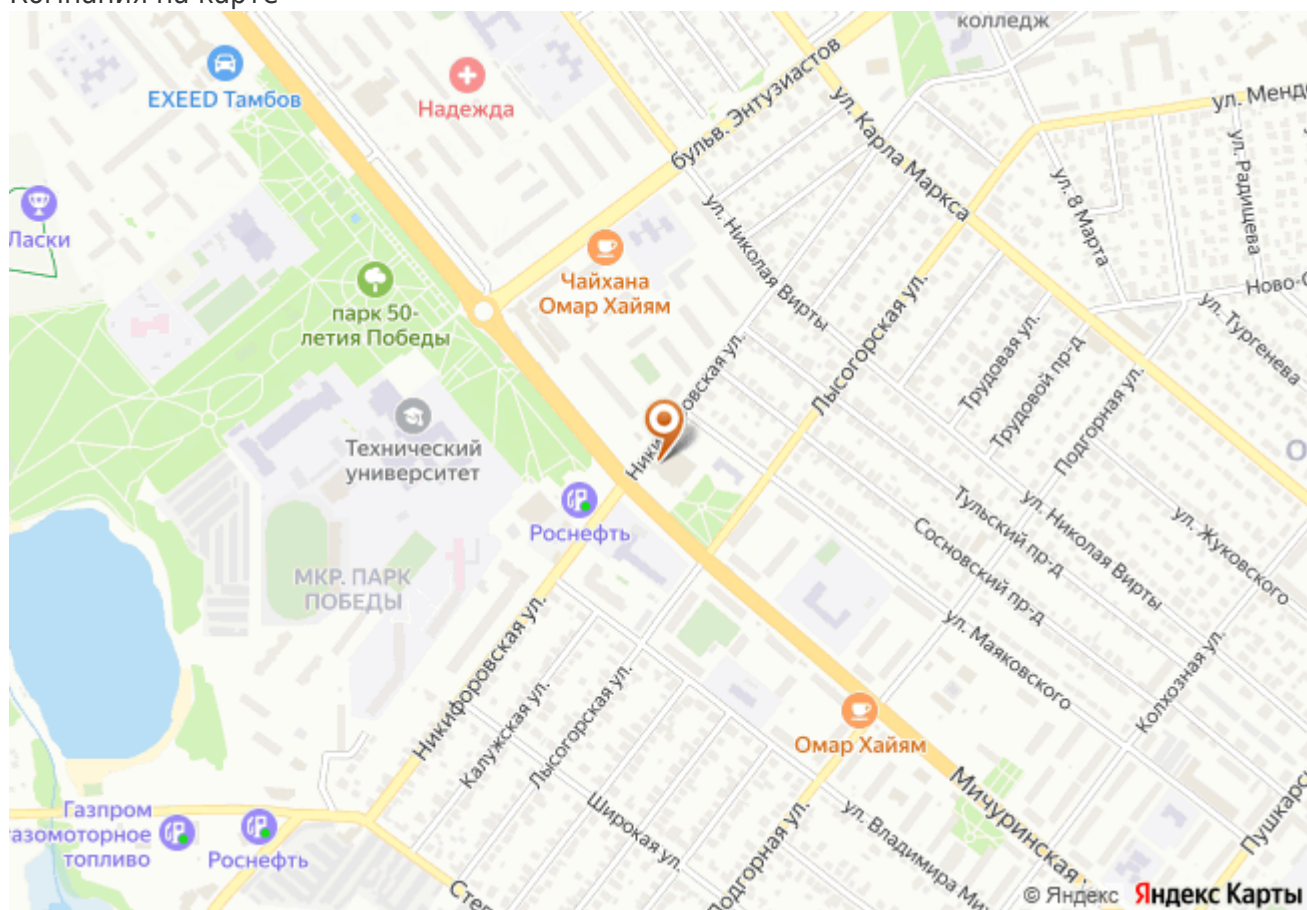 Компания на карте
колледж
EXEED Тамбов
Надежда
бульв. Энтузиастов
ул. Карла Маркса
ул. 8 Марта
ул. Радищева
Ласки
парк 50-
летия Победы
Чайхана
Омар Хайям
ул. Николая Вирты
Лысогорская ул.
Трудовая ул.
Трудовой пр-д
Подгорная ул.
ул. Тургенева
Технический
университет
Роснефть
МКР. ПАРК
ПОБЕДЫ
Никифоровская ул.
Калужская ул.
Лысогорская ул.
Широкая ул.
Тульский пр-д
Сосновский пр-д
ул. Николая Вирты
ул. Жуковского
ул. Маяковского
Колхозная ул.
Омар Хайям
Мичуринская
Подгорная ул.
ул. Владимира
Газпром
газомоторное
топливо
Роснефть
© Яндекс Яндекс Карты